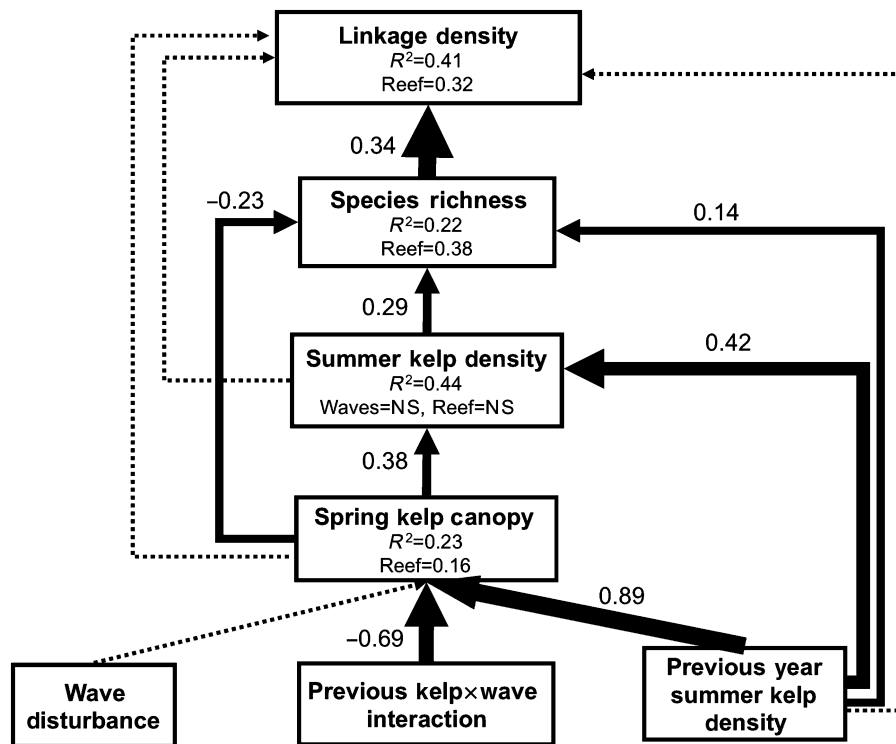 Linkage density
R²=0.41
Reef=0.32
0.34
−0.23
Species richness
R²=0.22
Reef=0.38
0.14
0.29
Summer kelp density
R²=0.44
Waves=NS, Reef=NS
0.42
0.38
Spring kelp canopy
R²=0.23
Reef=0.16
0.89
−0.69
Wave
disturbance
Previous kelp×wave
interaction
Previous year
summer kelp
density